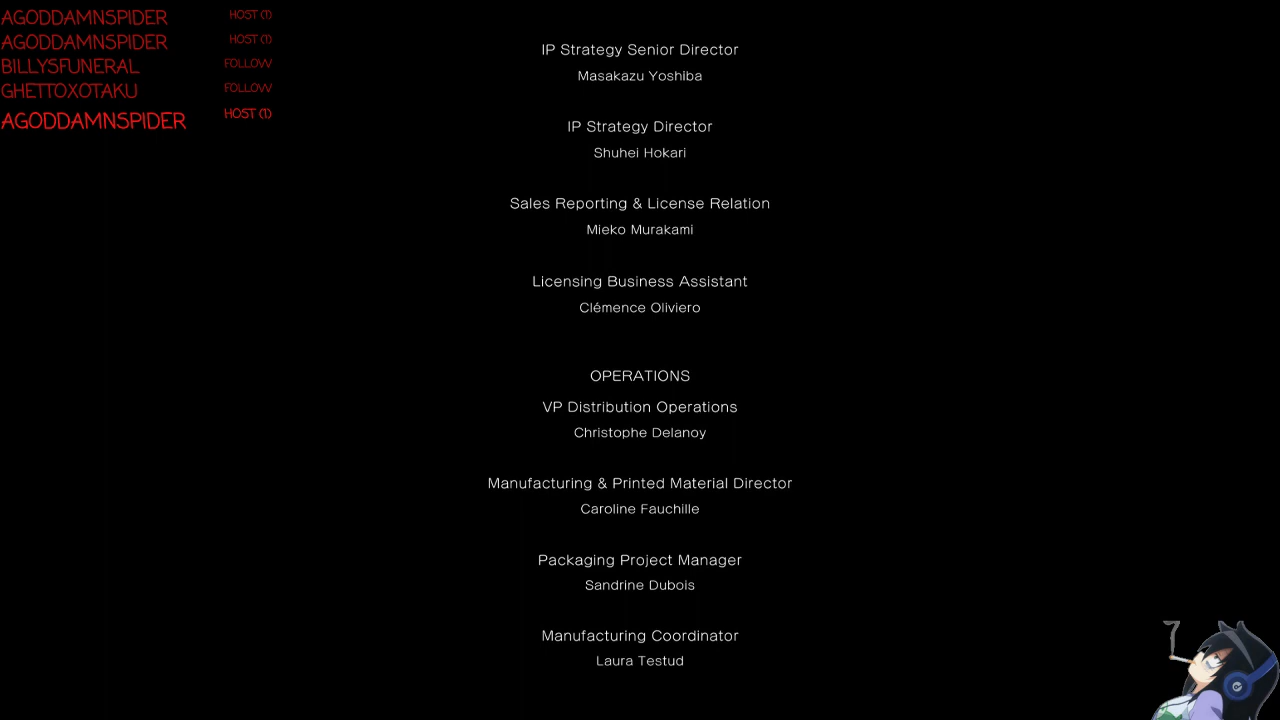 AGODDAMNSPIDER HOST (1)
AGODDAMNSPIDER HOST (1)
BILLYSFUNERAL FOLLOW
GHETTOXOTAKU FOLLOW
AGODDAMNSPIDER HOST (1)
IP Strategy Senior Director
Masakazu Yoshiba
IP Strategy Director
Shuhei Hokari
Sales Reporting & License Relation
Mieko Murakami
Licensing Business Assistant
Clémence Oliviero
OPERATIONS
VP Distribution Operations
Christophe Delanoy
Manufacturing & Printed Material Director
Caroline Fauchille
Packaging Project Manager
Sandrine Dubois
Manufacturing Coordinator
Laura Testud